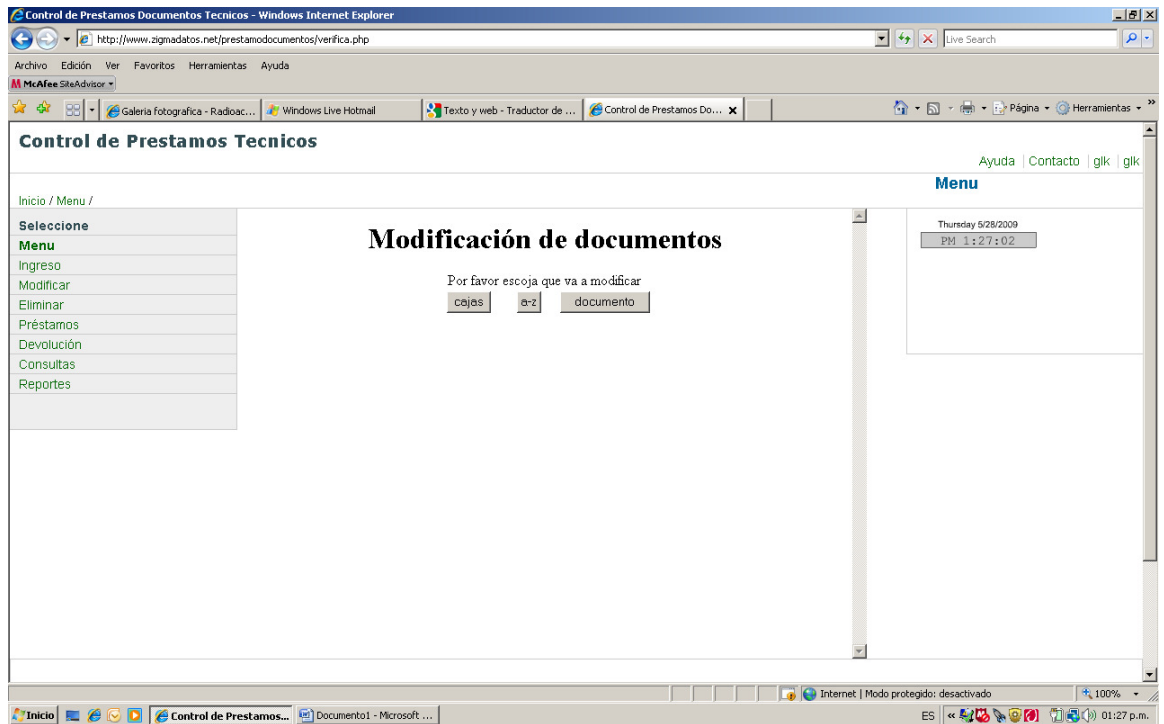 Control de Prestamos Documentos Tecnicos - Windows Internet Explorer
http://www.zigmadatos.net/prestamodocumentos/verifica.php
Live Search
Archivo Edición Ver Favoritos Herramientas Ayuda
McAfee SiteAdvisor
Galeria fotografica - Radioac... Windows Live Hotmail Texto y web - Traductor de ... Control de Prestamos Do... Página Herramientas
Control de Prestamos Tecnicos
Ayuda | Contacto | glk | glk
Menu
Inicio / Menu /
Seleccione
Menu
Ingreso
Modificar
Eliminar
Préstamos
Devolución
Consultas
Reportes
Modificación de documentos
Por favor escoja que va a modificar
cajas a-z documento
Thursday 5/28/2009
PM 1:27:02
Internet | Modo protegido: desactivado 100%
Inicio Control de Prestamos... Documento1 - Microsoft ... ES 01:27 p.m.